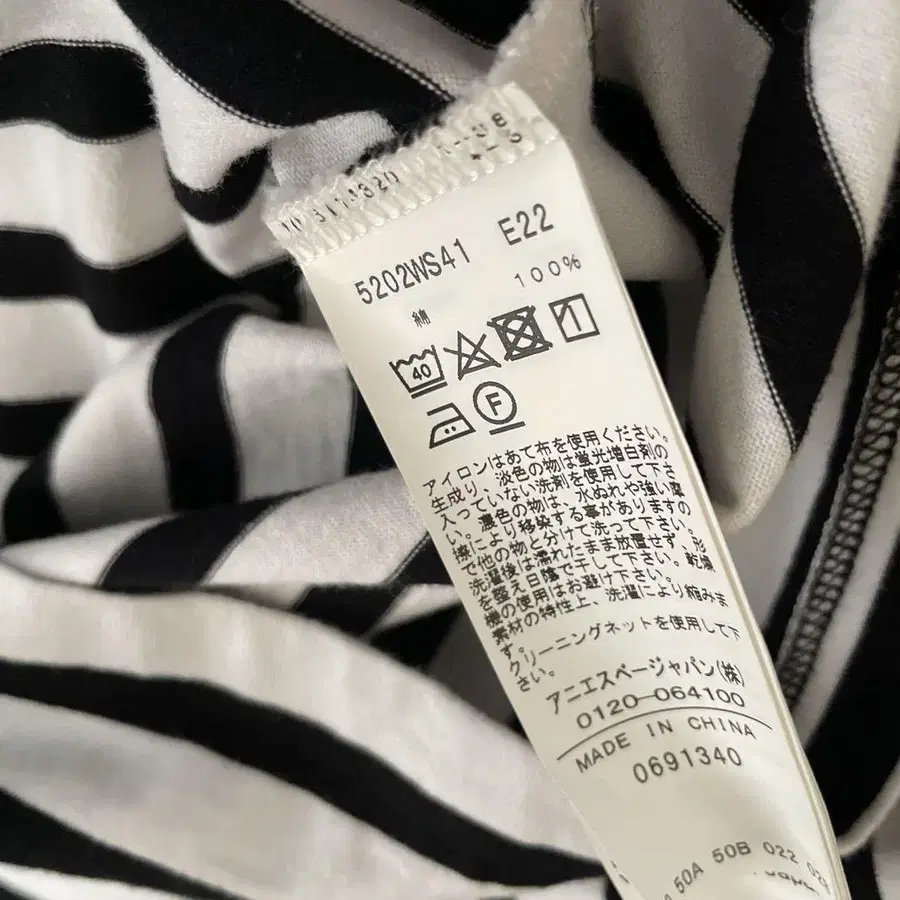 5202WS41 E22
綿 100%
40
1
F
アイロンはあて布を使用ください。
生成り、淡色の物は蛍光増白剤の
入っていない洗剤を使用して下さ
い。濃色の物は、水ぬれや強い摩
擦により移染する事がありますの
で他の物と分けて洗って下さい。
洗濯後は濡れたまま放置せず、形
を整え日陰で干して下さい。乾燥
機の使用はお避け下さい。
素材の特性上、洗濯により縮みま
す。
クリーニングネットを使用して下
さい。
アニエスベージャパン(株)
0120-064100
MADE IN CHINA
0691340
50A 50B 022